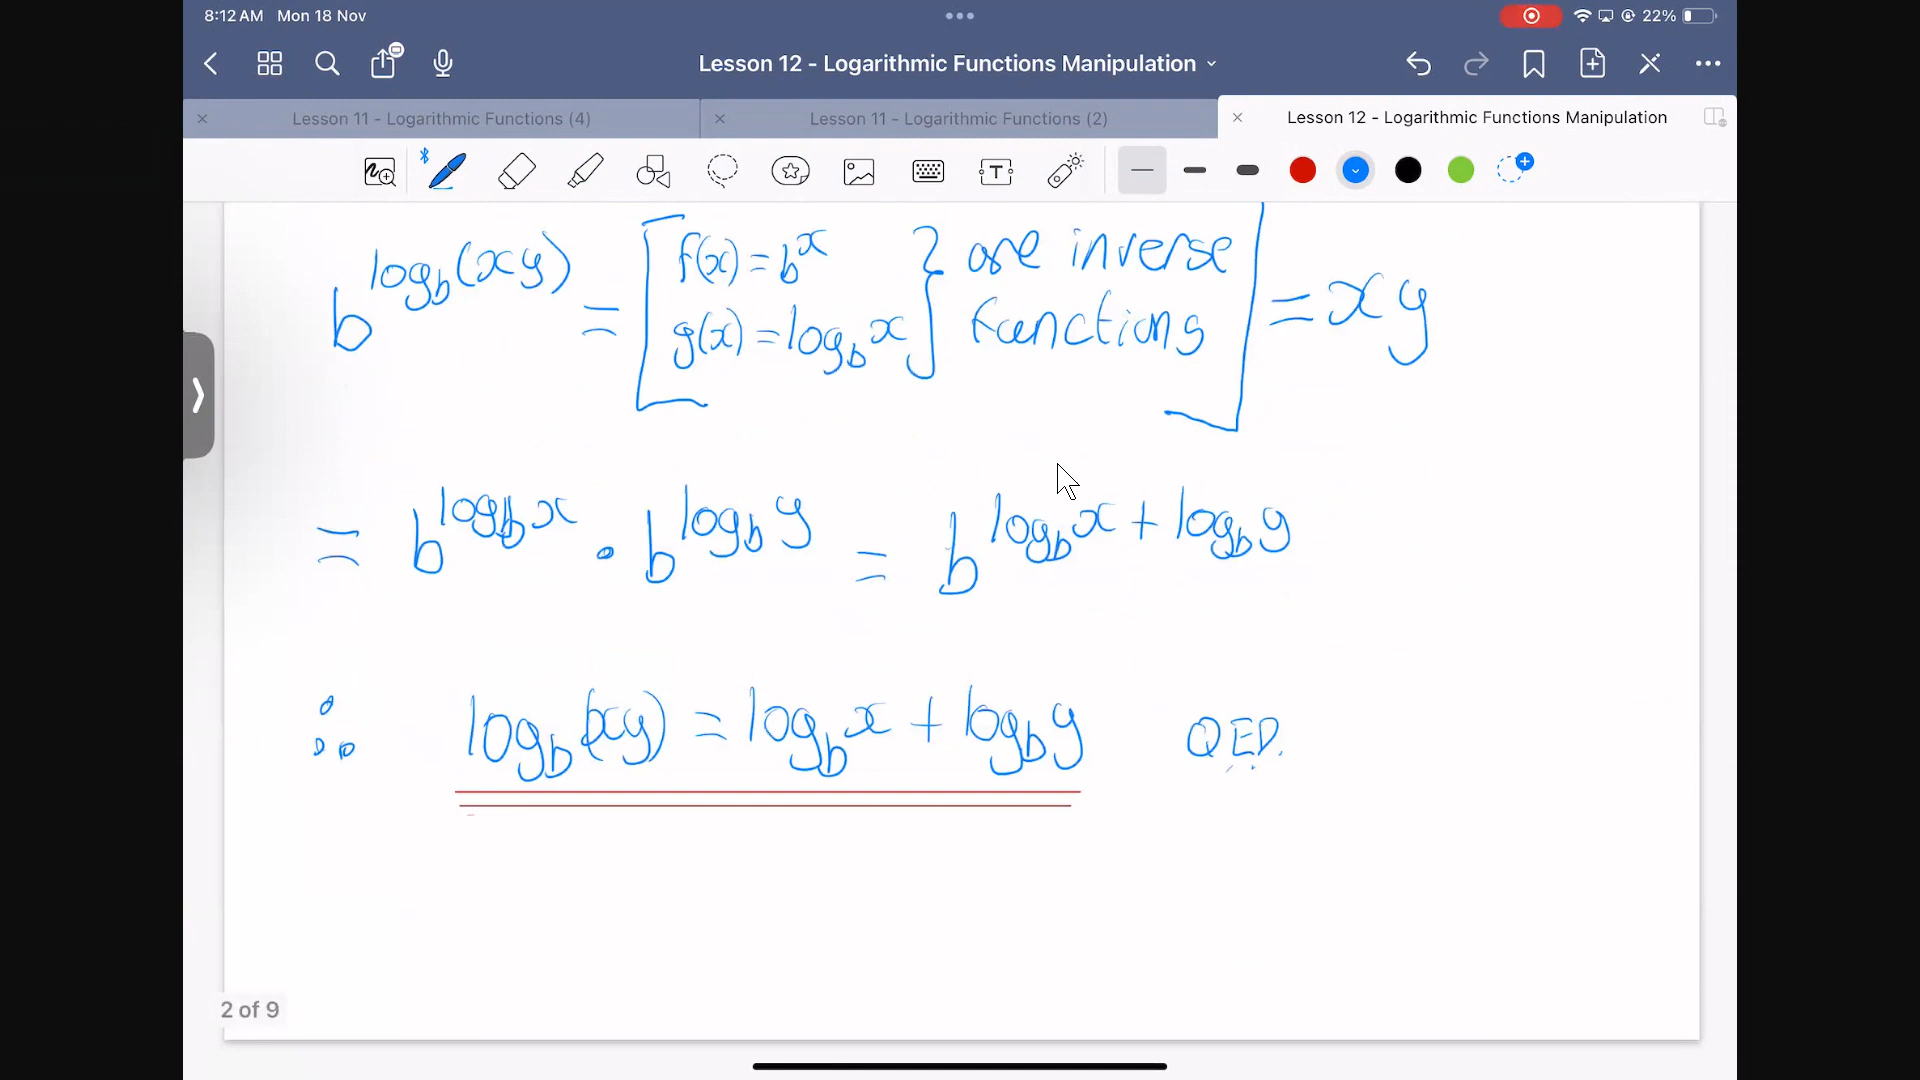 8:12 AM Mon 18 Nov
22%
Lesson 12 - Logarithmic Functions Manipulation
Lesson 11 - Logarithmic Functions (4)
Lesson 11 - Logarithmic Functions (2)
Lesson 12 - Logarithmic Functions Manipulation
b^{log_b(xy)} = [ f(x) = b^x g(x) = log_b x } are inverse functions ] = xy
= b^{log_b x} · b^{log_b y} = b^{log_b x + log_b y}
∴ log_b(xy) = log_b x + log_b y QED.
2 of 9